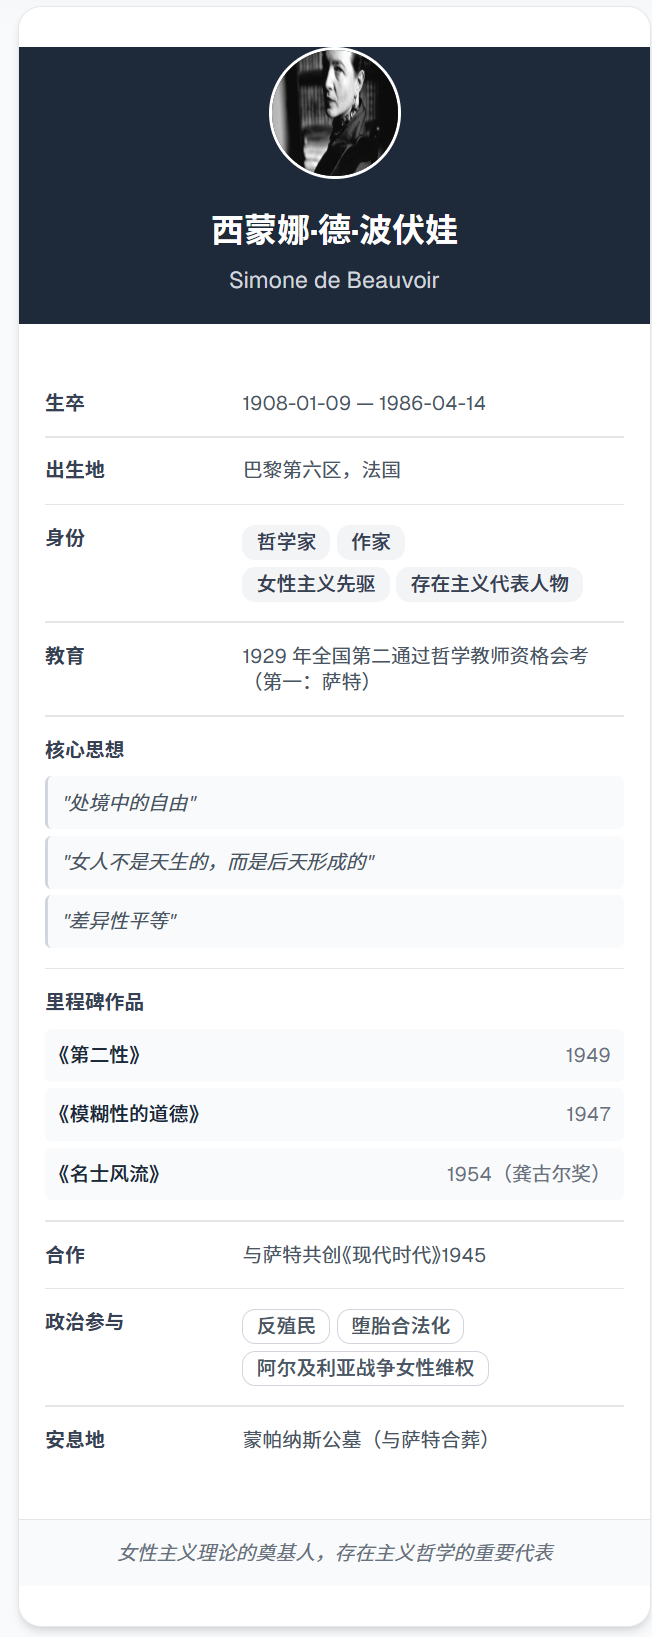 西蒙娜·德·波伏娃
Simone de Beauvoir
生卒 1908-01-09 — 1986-04-14
出生地 巴黎第六区，法国
身份 哲学家 作家
女性主义先驱 存在主义代表人物
教育 1929 年全国第二通过哲学教师资格会考
（第一：萨特）
核心思想
"处境中的自由"
"女人不是天生的，而是后天形成的"
"差异性平等"
里程碑作品
《第二性》 1949
《模糊性的道德》 1947
《名士风流》 1954（龚古尔奖）
合作 与萨特共创《现代时代》1945
政治参与 反殖民 堕胎合法化
阿尔及利亚战争女性维权
安息地 蒙帕纳斯公墓（与萨特合葬）
女性主义理论的奠基人，存在主义哲学的重要代表